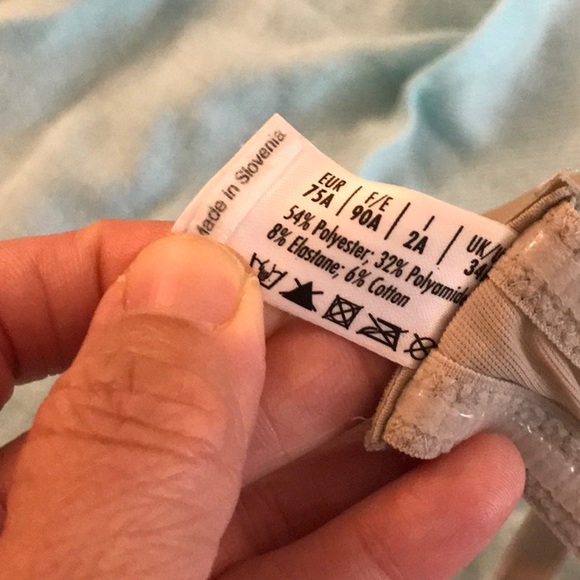 Made in Slovenia
EUR F/E I UK/U
75A 90A 2A 34
54% Polyester; 32% Polyamid
8% Elastane; 6% Cotton